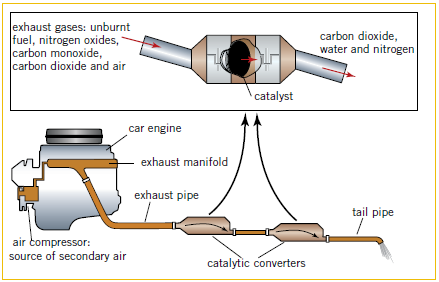 exhaust gases: unburnt
fuel, nitrogen oxides,
carbon monoxide,
carbon dioxide and air
carbon dioxide,
water and nitrogen
catalyst
car engine
exhaust manifold
exhaust pipe
tail pipe
air compressor:
source of secondary air
catalytic converters